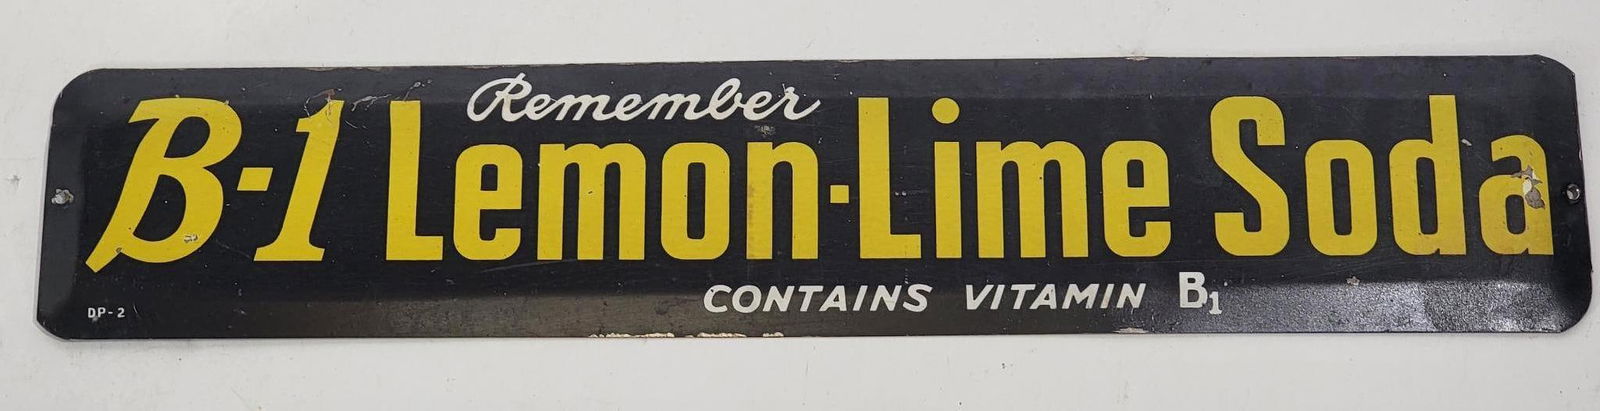 Remember
B-1 Lemon-Lime Soda
CONTAINS VITAMIN B₁
DP-2